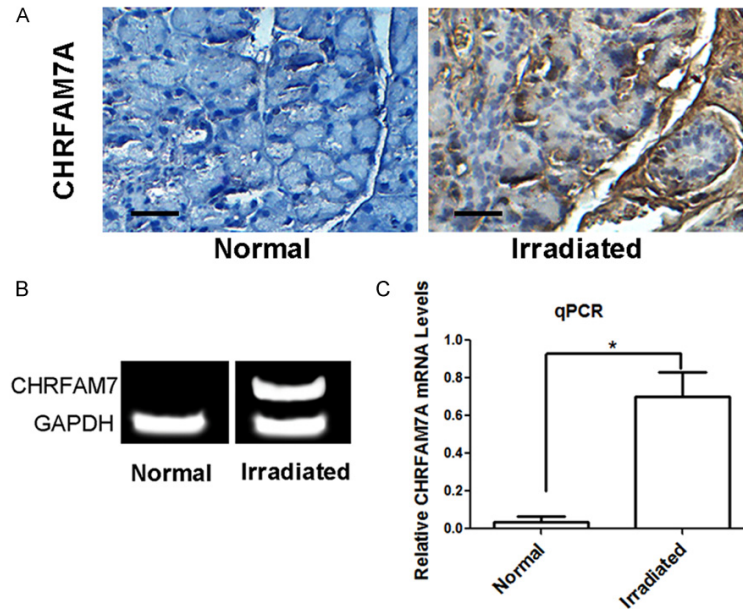 A
CHRFAM7A
Normal
Irradiated
B
CHRFAM7
GAPDH
Normal
Irradiated
C
qPCR
Relative CHRFAM7A mRNA Levels
1.0
0.8
0.6
0.4
0.2
0.0
*
Normal
Irradiated